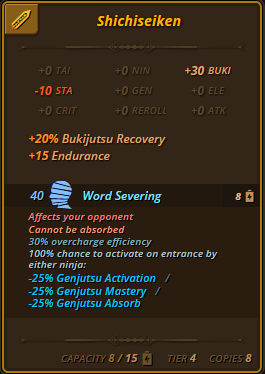 Shichiseiken
+0 TAI +0 NIN +30 BUKI
-10 STA +0 GEN +0 ELE
+0 CRIT +0 REROLL +0 ATK
+20% Bukijutsu Recovery
+15 Endurance
40 Word Severing 8
Affects your opponent
Cannot be absorbed
30% overcharge efficiency
100% chance to activate on entrance by
either ninja:
-25% Genjutsu Activation /
-25% Genjutsu Mastery /
-25% Genjutsu Absorb
CAPACITY 8 / 15 TIER 4 COPIES 8